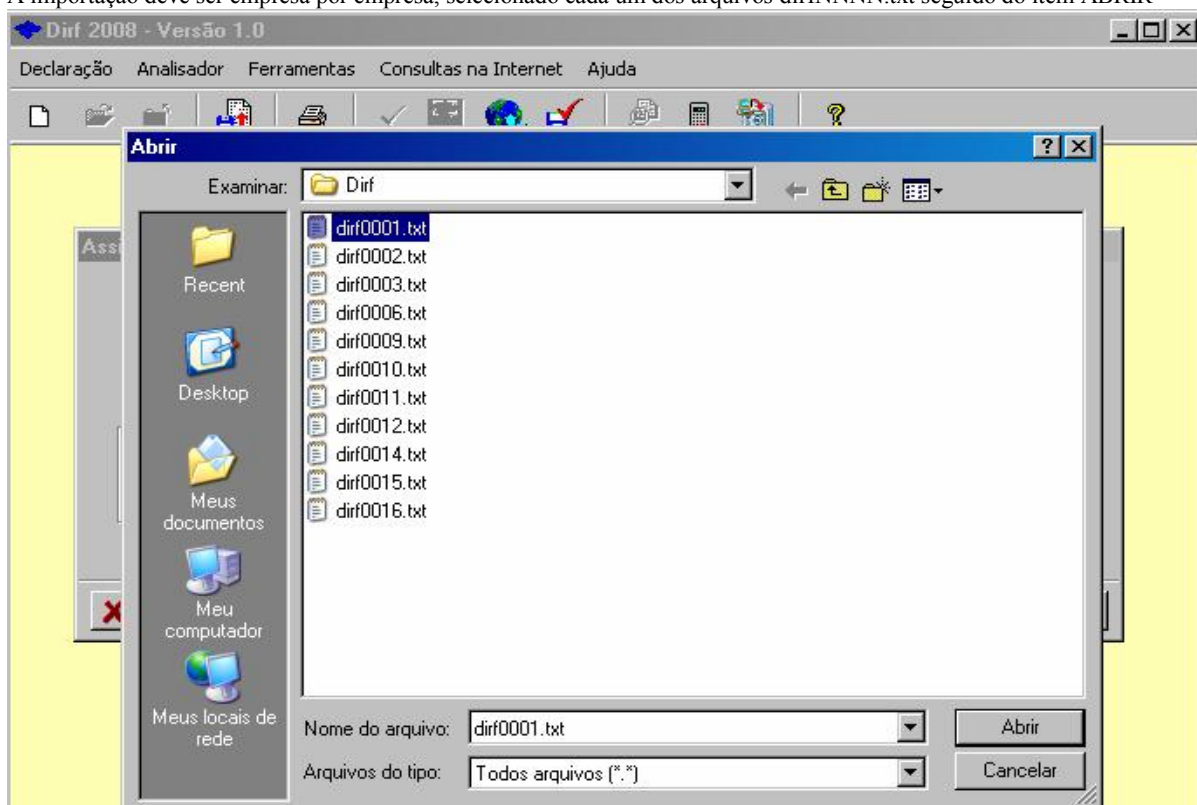 A importação deve ser empresa por empresa, selecionado cada um dos arquivos dirfNNNN.txt seguido do item ABRIR
Dirf 2008 - Versão 1.0
Declaração Analisador Ferramentas Consultas na Internet Ajuda
Abrir
Examinar: Dirf
Assi
dirf0001.txt
dirf0002.txt
dirf0003.txt
dirf0006.txt
dirf0009.txt
dirf0010.txt
dirf0011.txt
dirf0012.txt
dirf0014.txt
dirf0015.txt
dirf0016.txt
Recent
Desktop
Meus
documentos
Meu
computador
Meus locais de
rede
Nome do arquivo: dirf0001.txt Abrir
Arquivos do tipo: Todos arquivos (*.*) Cancelar